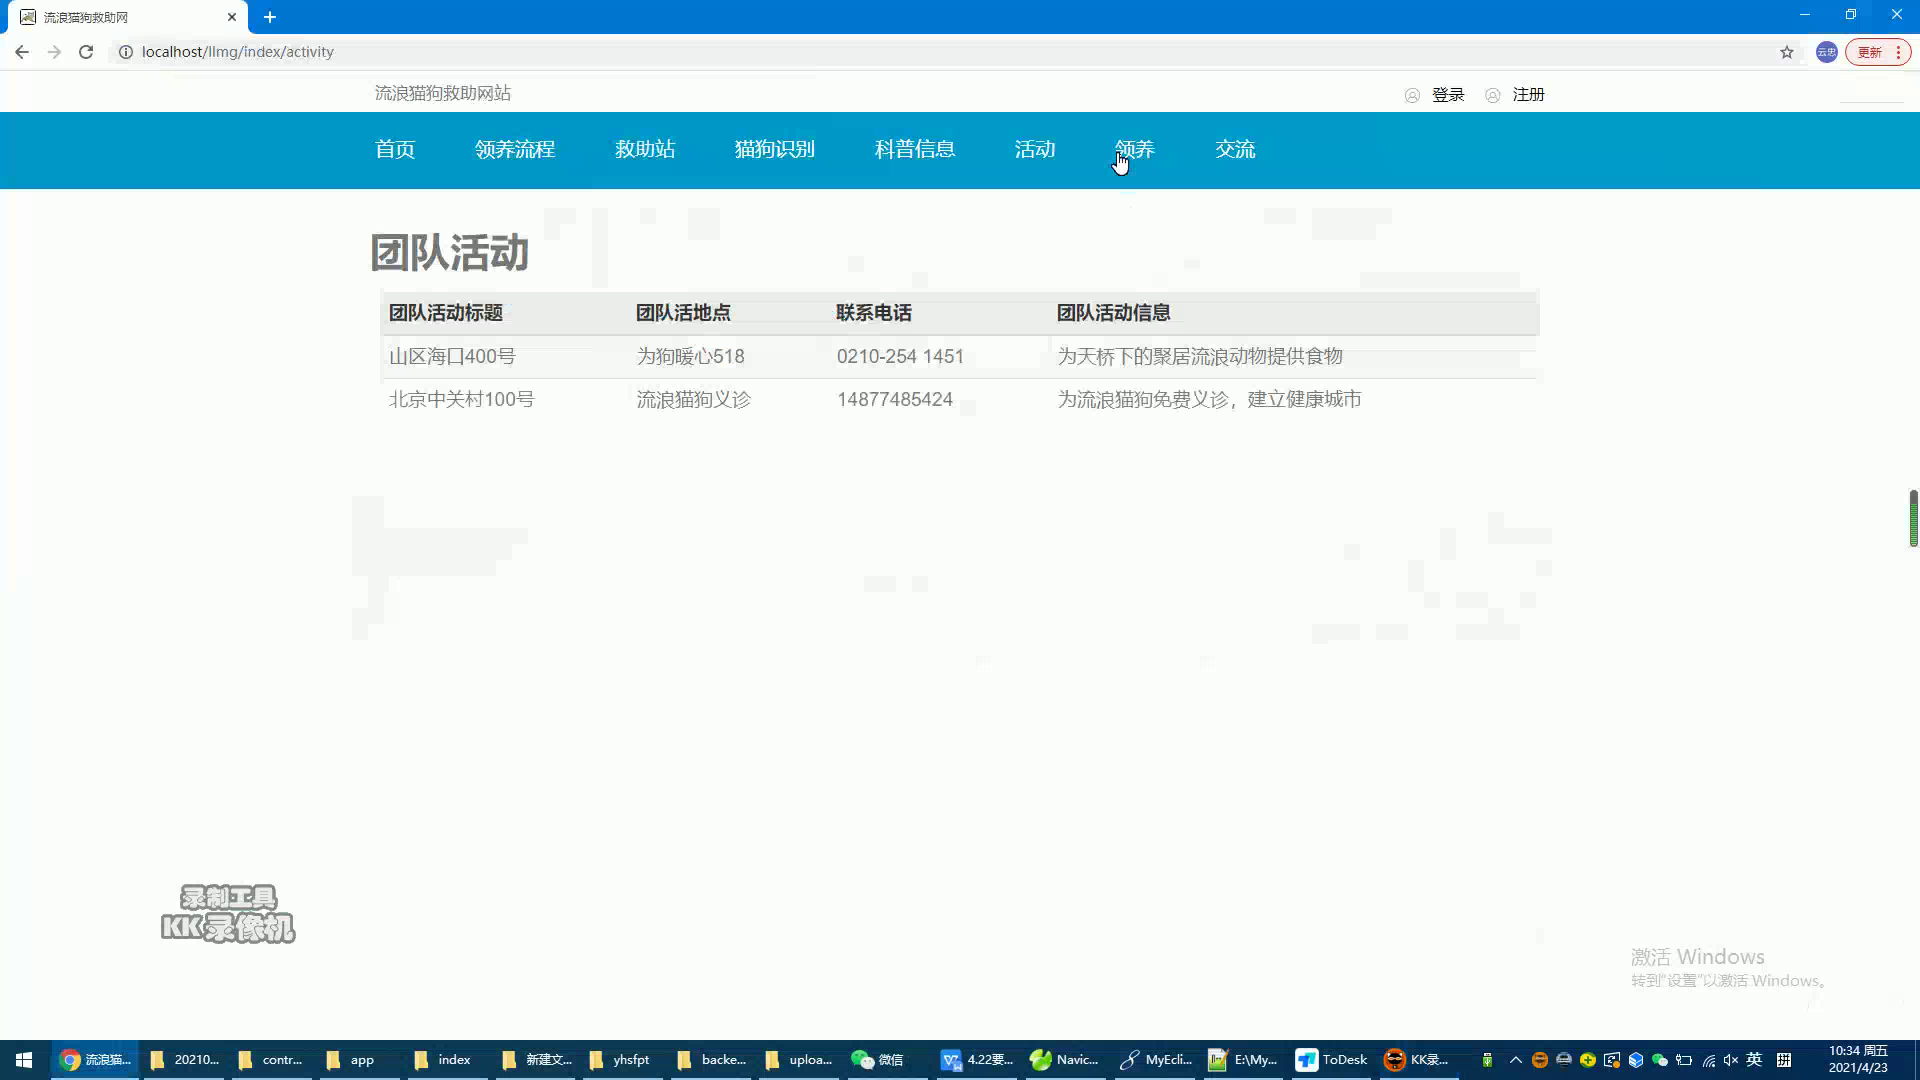 流浪猫狗救助网
localhost/llmg/index/activity
云忠
更新
流浪猫狗救助网站
登录 注册
首页 领养流程 救助站 猫狗识别 科普信息 活动 领养 交流
团队活动
团队活动标题 团队活地点 联系电话 团队活动信息
山区海口400号 为狗暖心518 0210-254 1451 为天桥下的聚居流浪动物提供食物
北京中关村100号 流浪猫狗义诊 14877485424 为流浪猫狗免费义诊，建立健康城市
录制工具
KK录像机
激活 Windows
转到"设置"以激活 Windows。
流浪猫... 20210... contr... app index 新建文... yhsfpt backe... uploa... 微信 4.22要... Navic... MyEcli... E:\My... ToDesk KK录... 英 拼 10:34 周五
2021/4/23